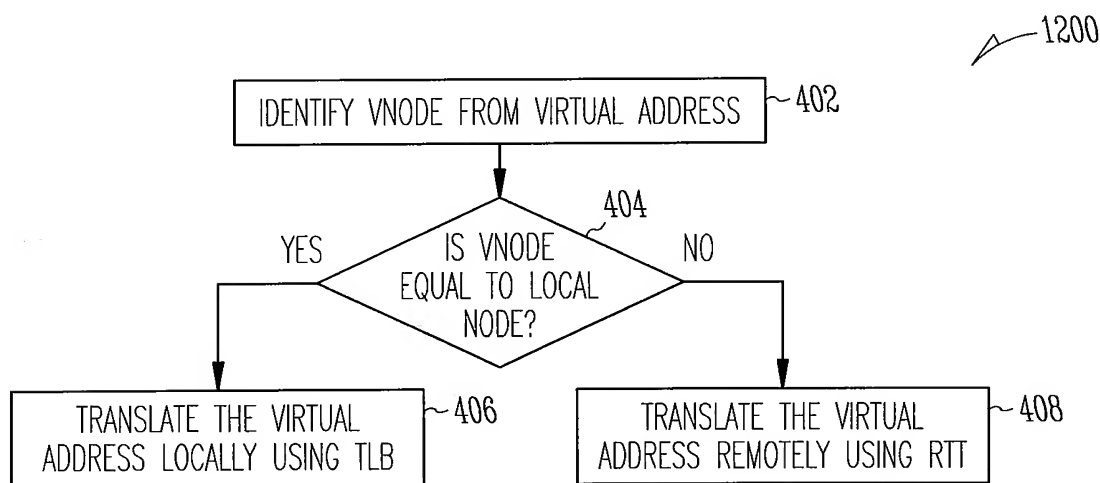 1200
IDENTIFY VNODE FROM VIRTUAL ADDRESS
402
404
YES
IS VNODE
EQUAL TO LOCAL
NODE?
NO
TRANSLATE THE VIRTUAL
ADDRESS LOCALLY USING TLB
406
TRANSLATE THE VIRTUAL
ADDRESS REMOTELY USING RTT
408